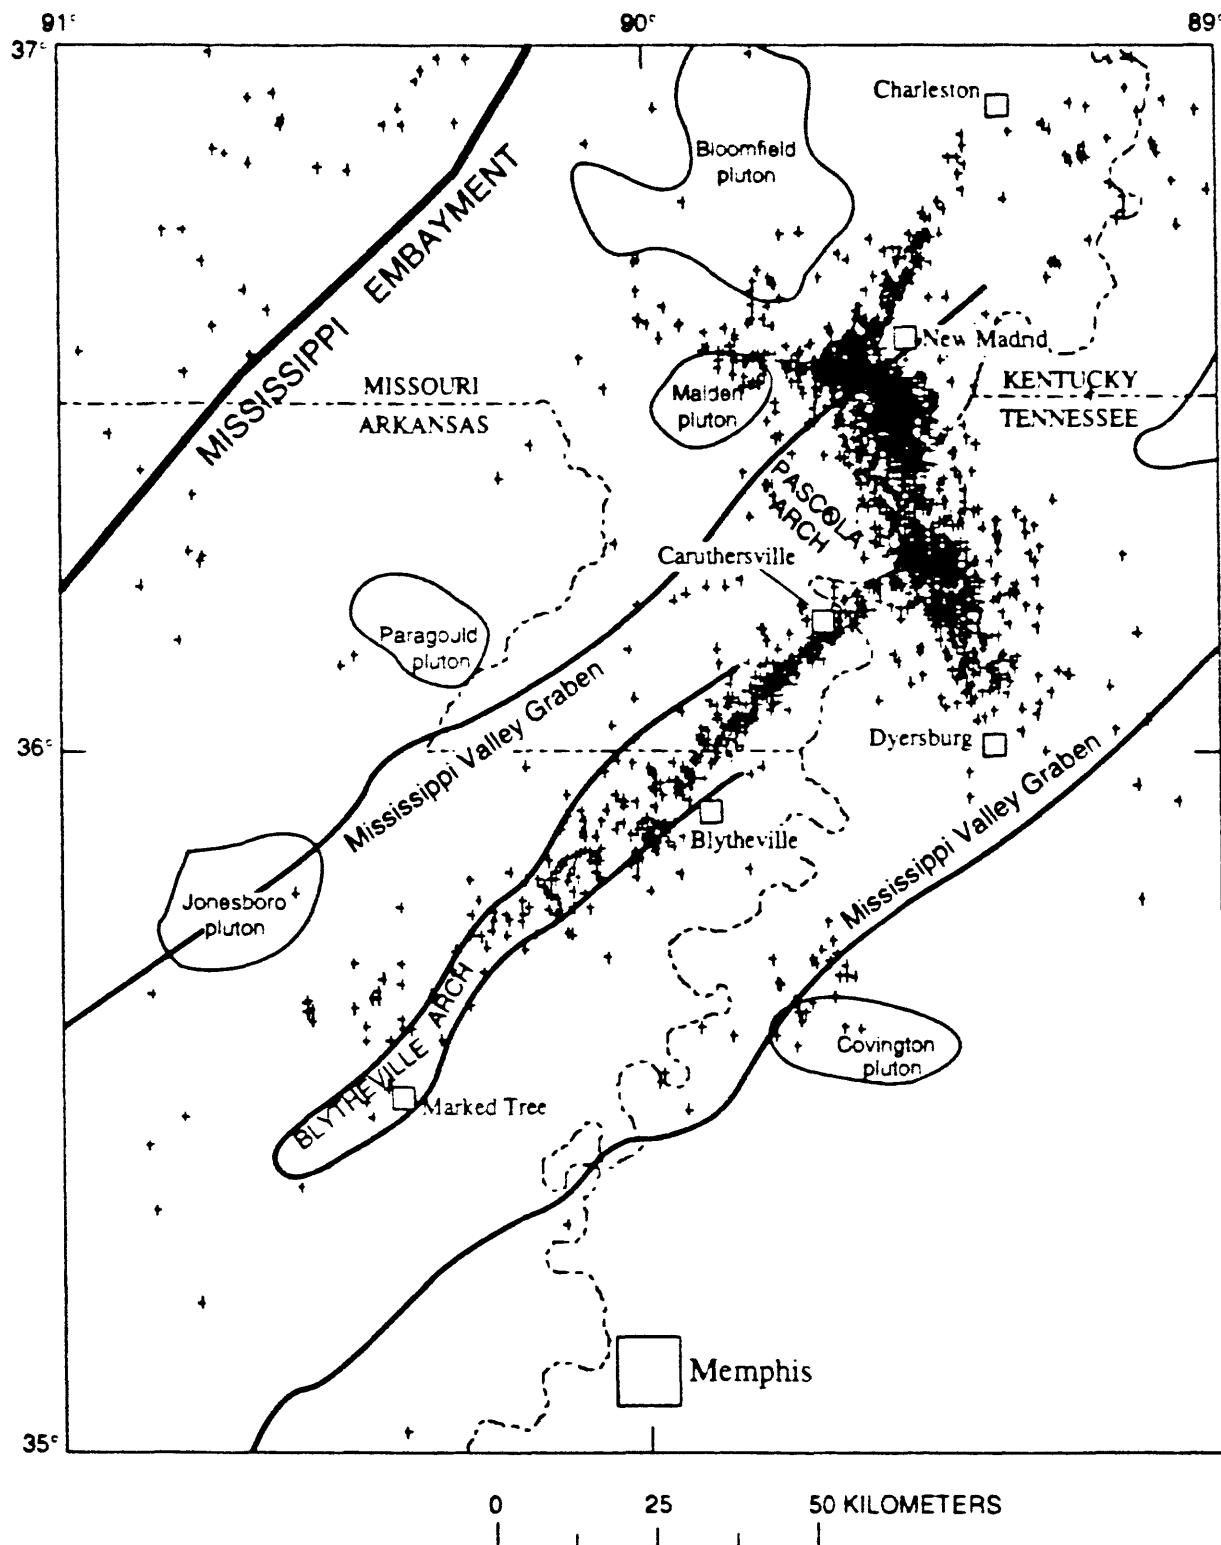 91° 90° 89°
37°
Charleston
Bloomfield
pluton
MISSISSIPPI EMBAYMENT
New Madrid
MISSOURI
ARKANSAS
Malden
pluton
KENTUCKY
TENNESSEE
PASCOLA
ARCH
Caruthersville
Paragould
pluton
Mississippi Valley Graben
36°
Dyersburg
Blytheville
Mississippi Valley Graben
Jonesboro
pluton
BLYTHEVILLE ARCH
Covington
pluton
Marked Tree
Memphis
35°
0 25 50 KILOMETERS